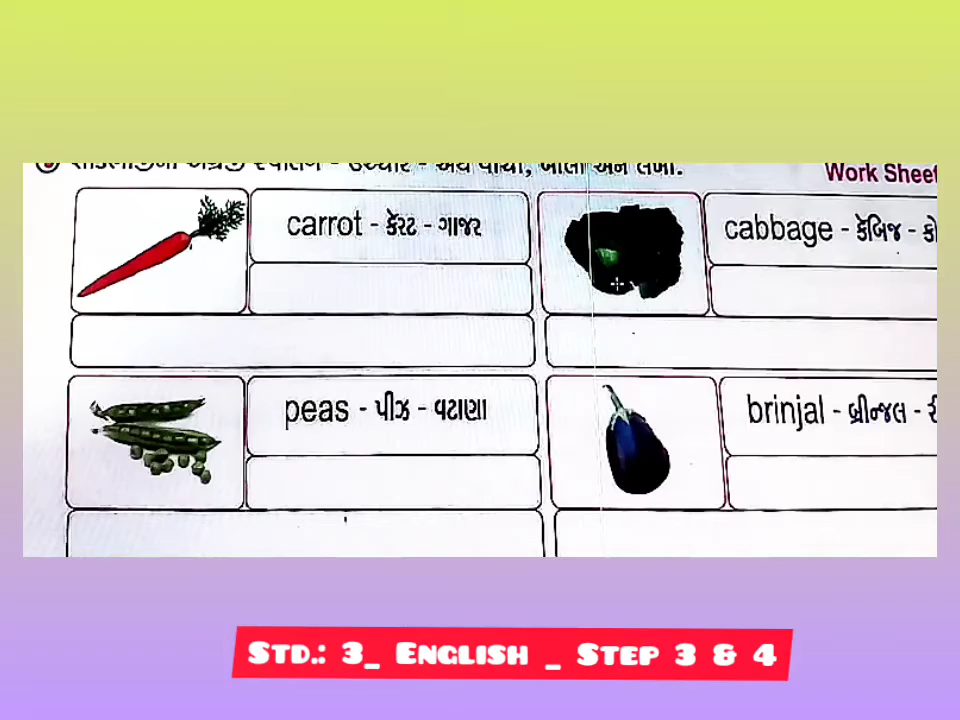 Work Sheet
carrot - કૅરટ - ગાજર
cabbage - કૅબિજ -
peas - પીઝ - વટાણા
brinjal - બ્રીન્જલ -
STD.: 3_ ENGLISH _ STEP 3 & 4